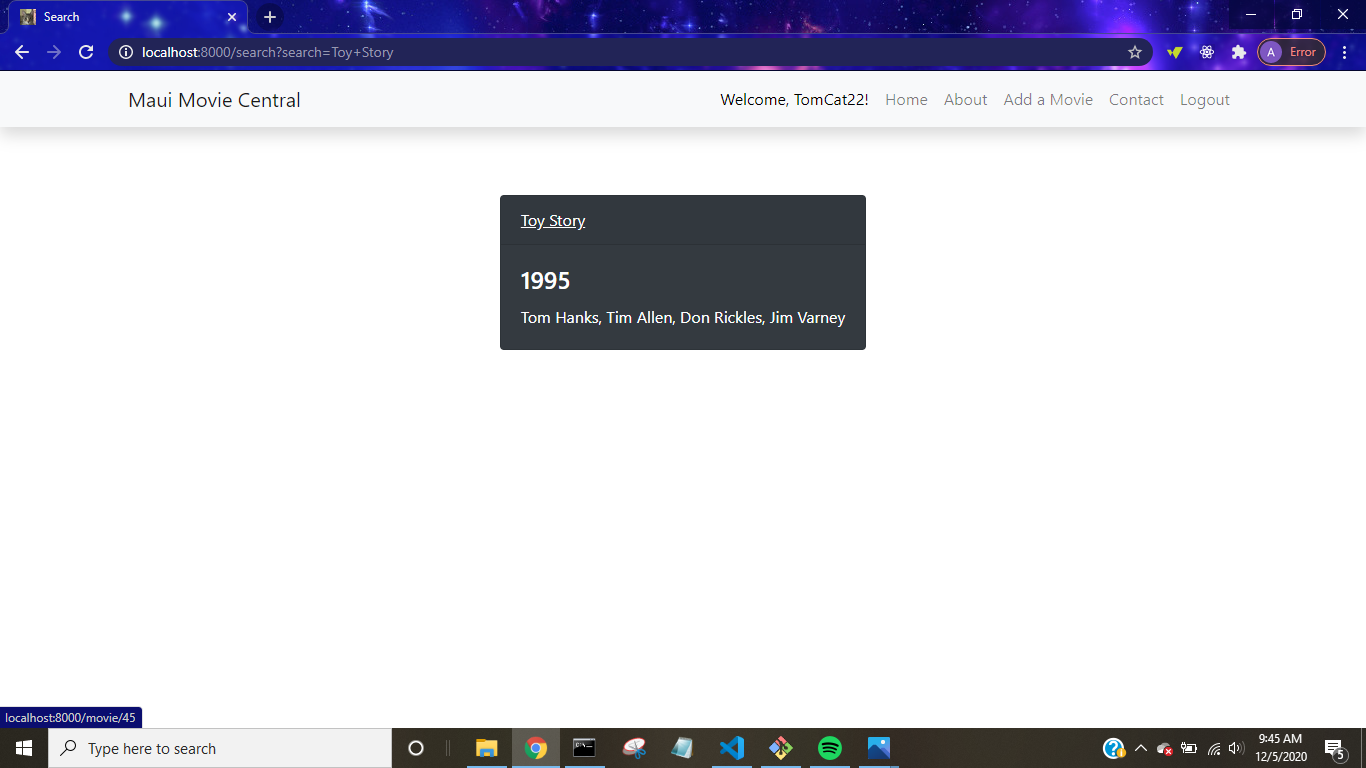 Search
localhost:8000/search?search=Toy+Story
A Error
Maui Movie Central
Welcome, TomCat22! Home About Add a Movie Contact Logout
Toy Story
1995
Tom Hanks, Tim Allen, Don Rickles, Jim Varney
localhost:8000/movie/45
Type here to search
9:45 AM
12/5/2020
5